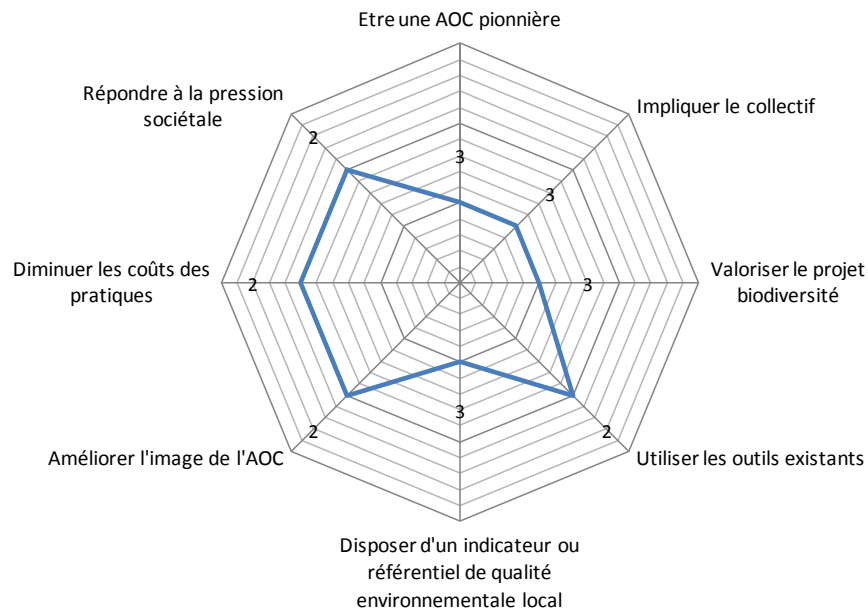 Etre une AOC pionnière
Répondre à la pression
sociétale
Impliquer le collectif
2
3
3
Diminuer les coûts des
pratiques
2
3
Valoriser le projet
biodiversité
Améliorer l'image de l'AOC
2
3
2
Utiliser les outils existants
Disposer d'un indicateur ou
référentiel de qualité
environnementale local